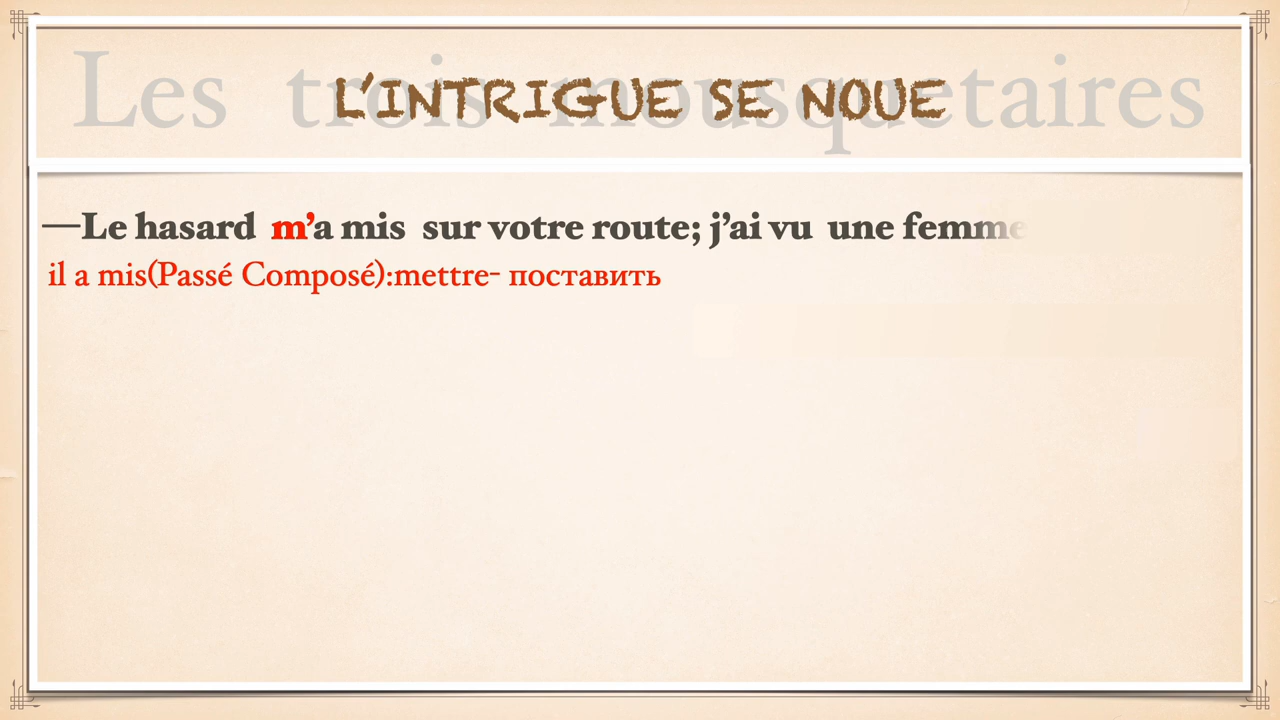 Les trois mousquetaires
L'INTRIGUE SE NOUE
—Le hasard m'a mis sur votre route; j'ai vu une femme
il a mis(Passé Composé):mettre- поставить